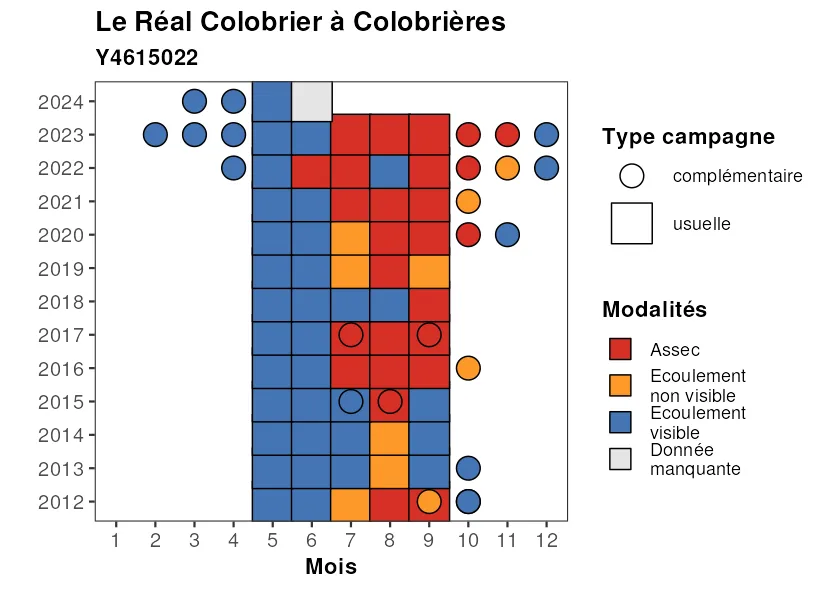 Le Réal Colobrier à Colobrières
Y4615022
2024
2023
2022
2021
2020
2019
2018
2017
2016
2015
2014
2013
2012
1 2 3 4 5 6 7 8 9 10 11 12
Mois
Type campagne
complémentaire
usuelle
Modalités
Assec
Ecoulement
non visible
Ecoulement
visible
Donnée
manquante